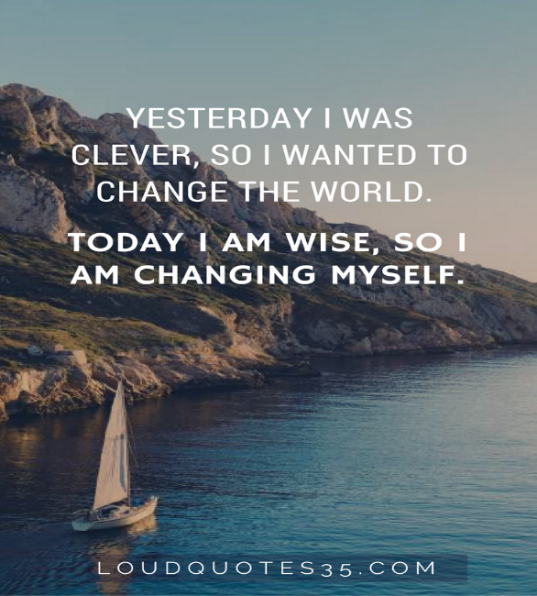 YESTERDAY I WAS
CLEVER, SO I WANTED TO
CHANGE THE WORLD.
TODAY I AM WISE, SO I
AM CHANGING MYSELF.
LOUDQUOTES35.COM